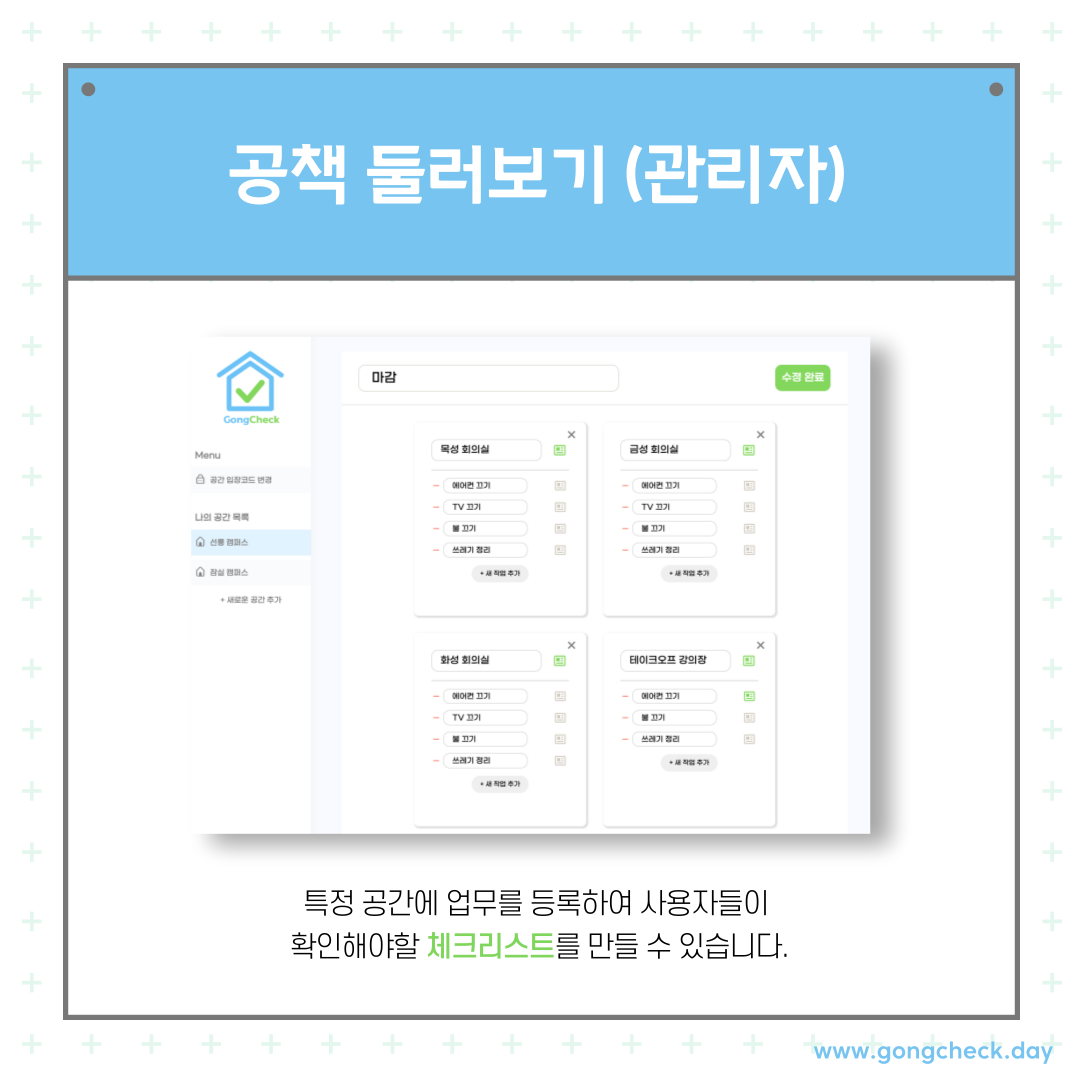 공책 둘러보기 (관리자)
GongCheck
Menu
공간 입장코드 변경
나의 공간 목록
선릉 캠퍼스
잠실 캠퍼스
+ 새로운 공간 추가
마감
수정 완료
목성 회의실
에어컨 끄기
TV 끄기
불 끄기
쓰레기 정리
+ 새 작업 추가
금성 회의실
에어컨 끄기
TV 끄기
불 끄기
쓰레기 정리
+ 새 작업 추가
화성 회의실
에어컨 끄기
TV 끄기
불 끄기
쓰레기 정리
+ 새 작업 추가
테이크오프 강의장
에어컨 끄기
불 끄기
쓰레기 정리
+ 새 작업 추가
특정 공간에 업무를 등록하여 사용자들이
확인해야할 체크리스트를 만들 수 있습니다.
www.gongcheck.day